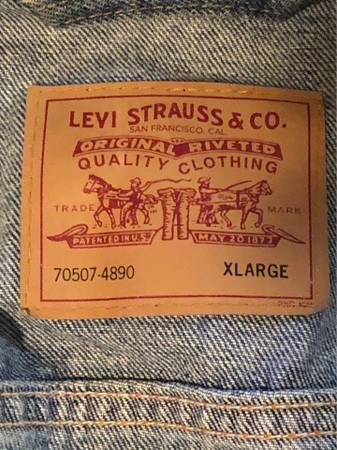 LEVI STRAUSS & CO.
SAN FRANCISCO, CAL.
ORIGINAL RIVETED
QUALITY CLOTHING
TRADE MARK
PATENTED IN U.S. MAY 20 1873
70507-4890 XLARGE